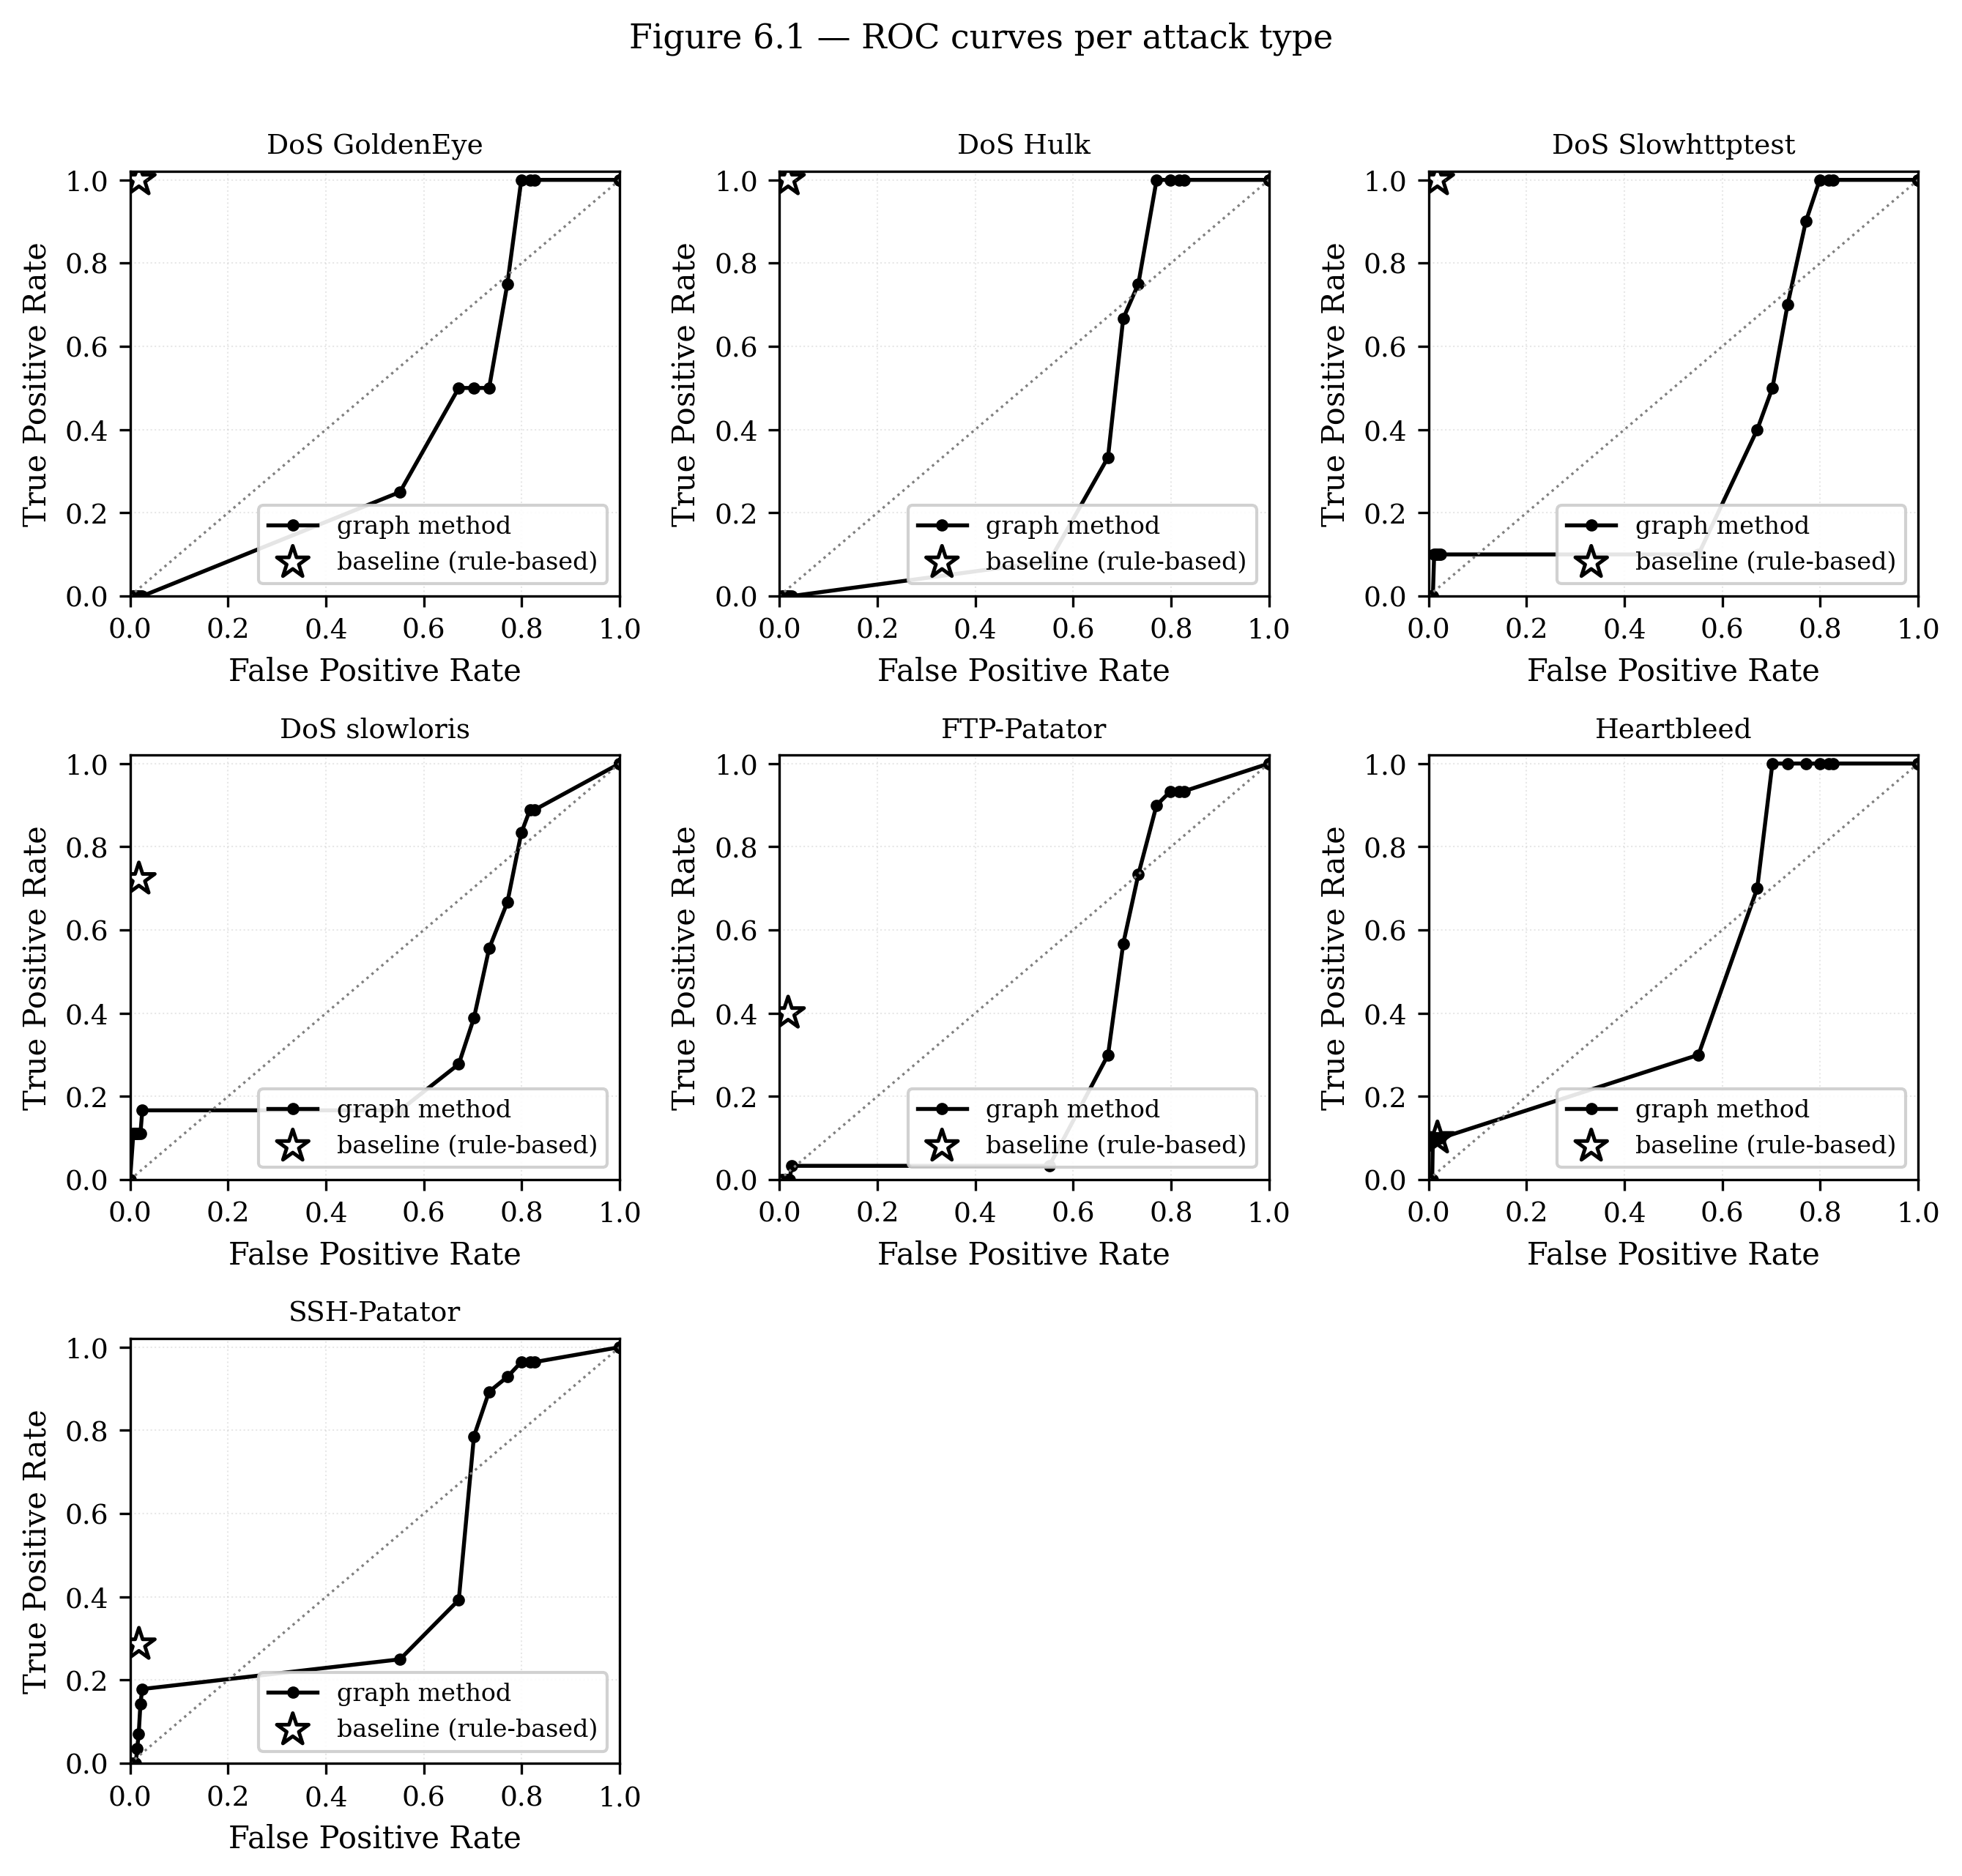 Figure 6.1 — ROC curves per attack type
DoS GoldenEye
True Positive Rate
1.0
0.8
0.6
0.4
0.2
0.0
graph method
baseline (rule-based)
0.0 0.2 0.4 0.6 0.8 1.0
False Positive Rate
DoS Hulk
True Positive Rate
1.0
0.8
0.6
0.4
0.2
0.0
graph method
baseline (rule-based)
0.0 0.2 0.4 0.6 0.8 1.0
False Positive Rate
DoS Slowhttptest
True Positive Rate
1.0
0.8
0.6
0.4
0.2
0.0
graph method
baseline (rule-based)
0.0 0.2 0.4 0.6 0.8 1.0
False Positive Rate
DoS slowloris
True Positive Rate
1.0
0.8
0.6
0.4
0.2
0.0
graph method
baseline (rule-based)
0.0 0.2 0.4 0.6 0.8 1.0
False Positive Rate
FTP-Patator
True Positive Rate
1.0
0.8
0.6
0.4
0.2
0.0
graph method
baseline (rule-based)
0.0 0.2 0.4 0.6 0.8 1.0
False Positive Rate
Heartbleed
True Positive Rate
1.0
0.8
0.6
0.4
0.2
0.0
graph method
baseline (rule-based)
0.0 0.2 0.4 0.6 0.8 1.0
False Positive Rate
SSH-Patator
True Positive Rate
1.0
0.8
0.6
0.4
0.2
0.0
graph method
baseline (rule-based)
0.0 0.2 0.4 0.6 0.8 1.0
False Positive Rate